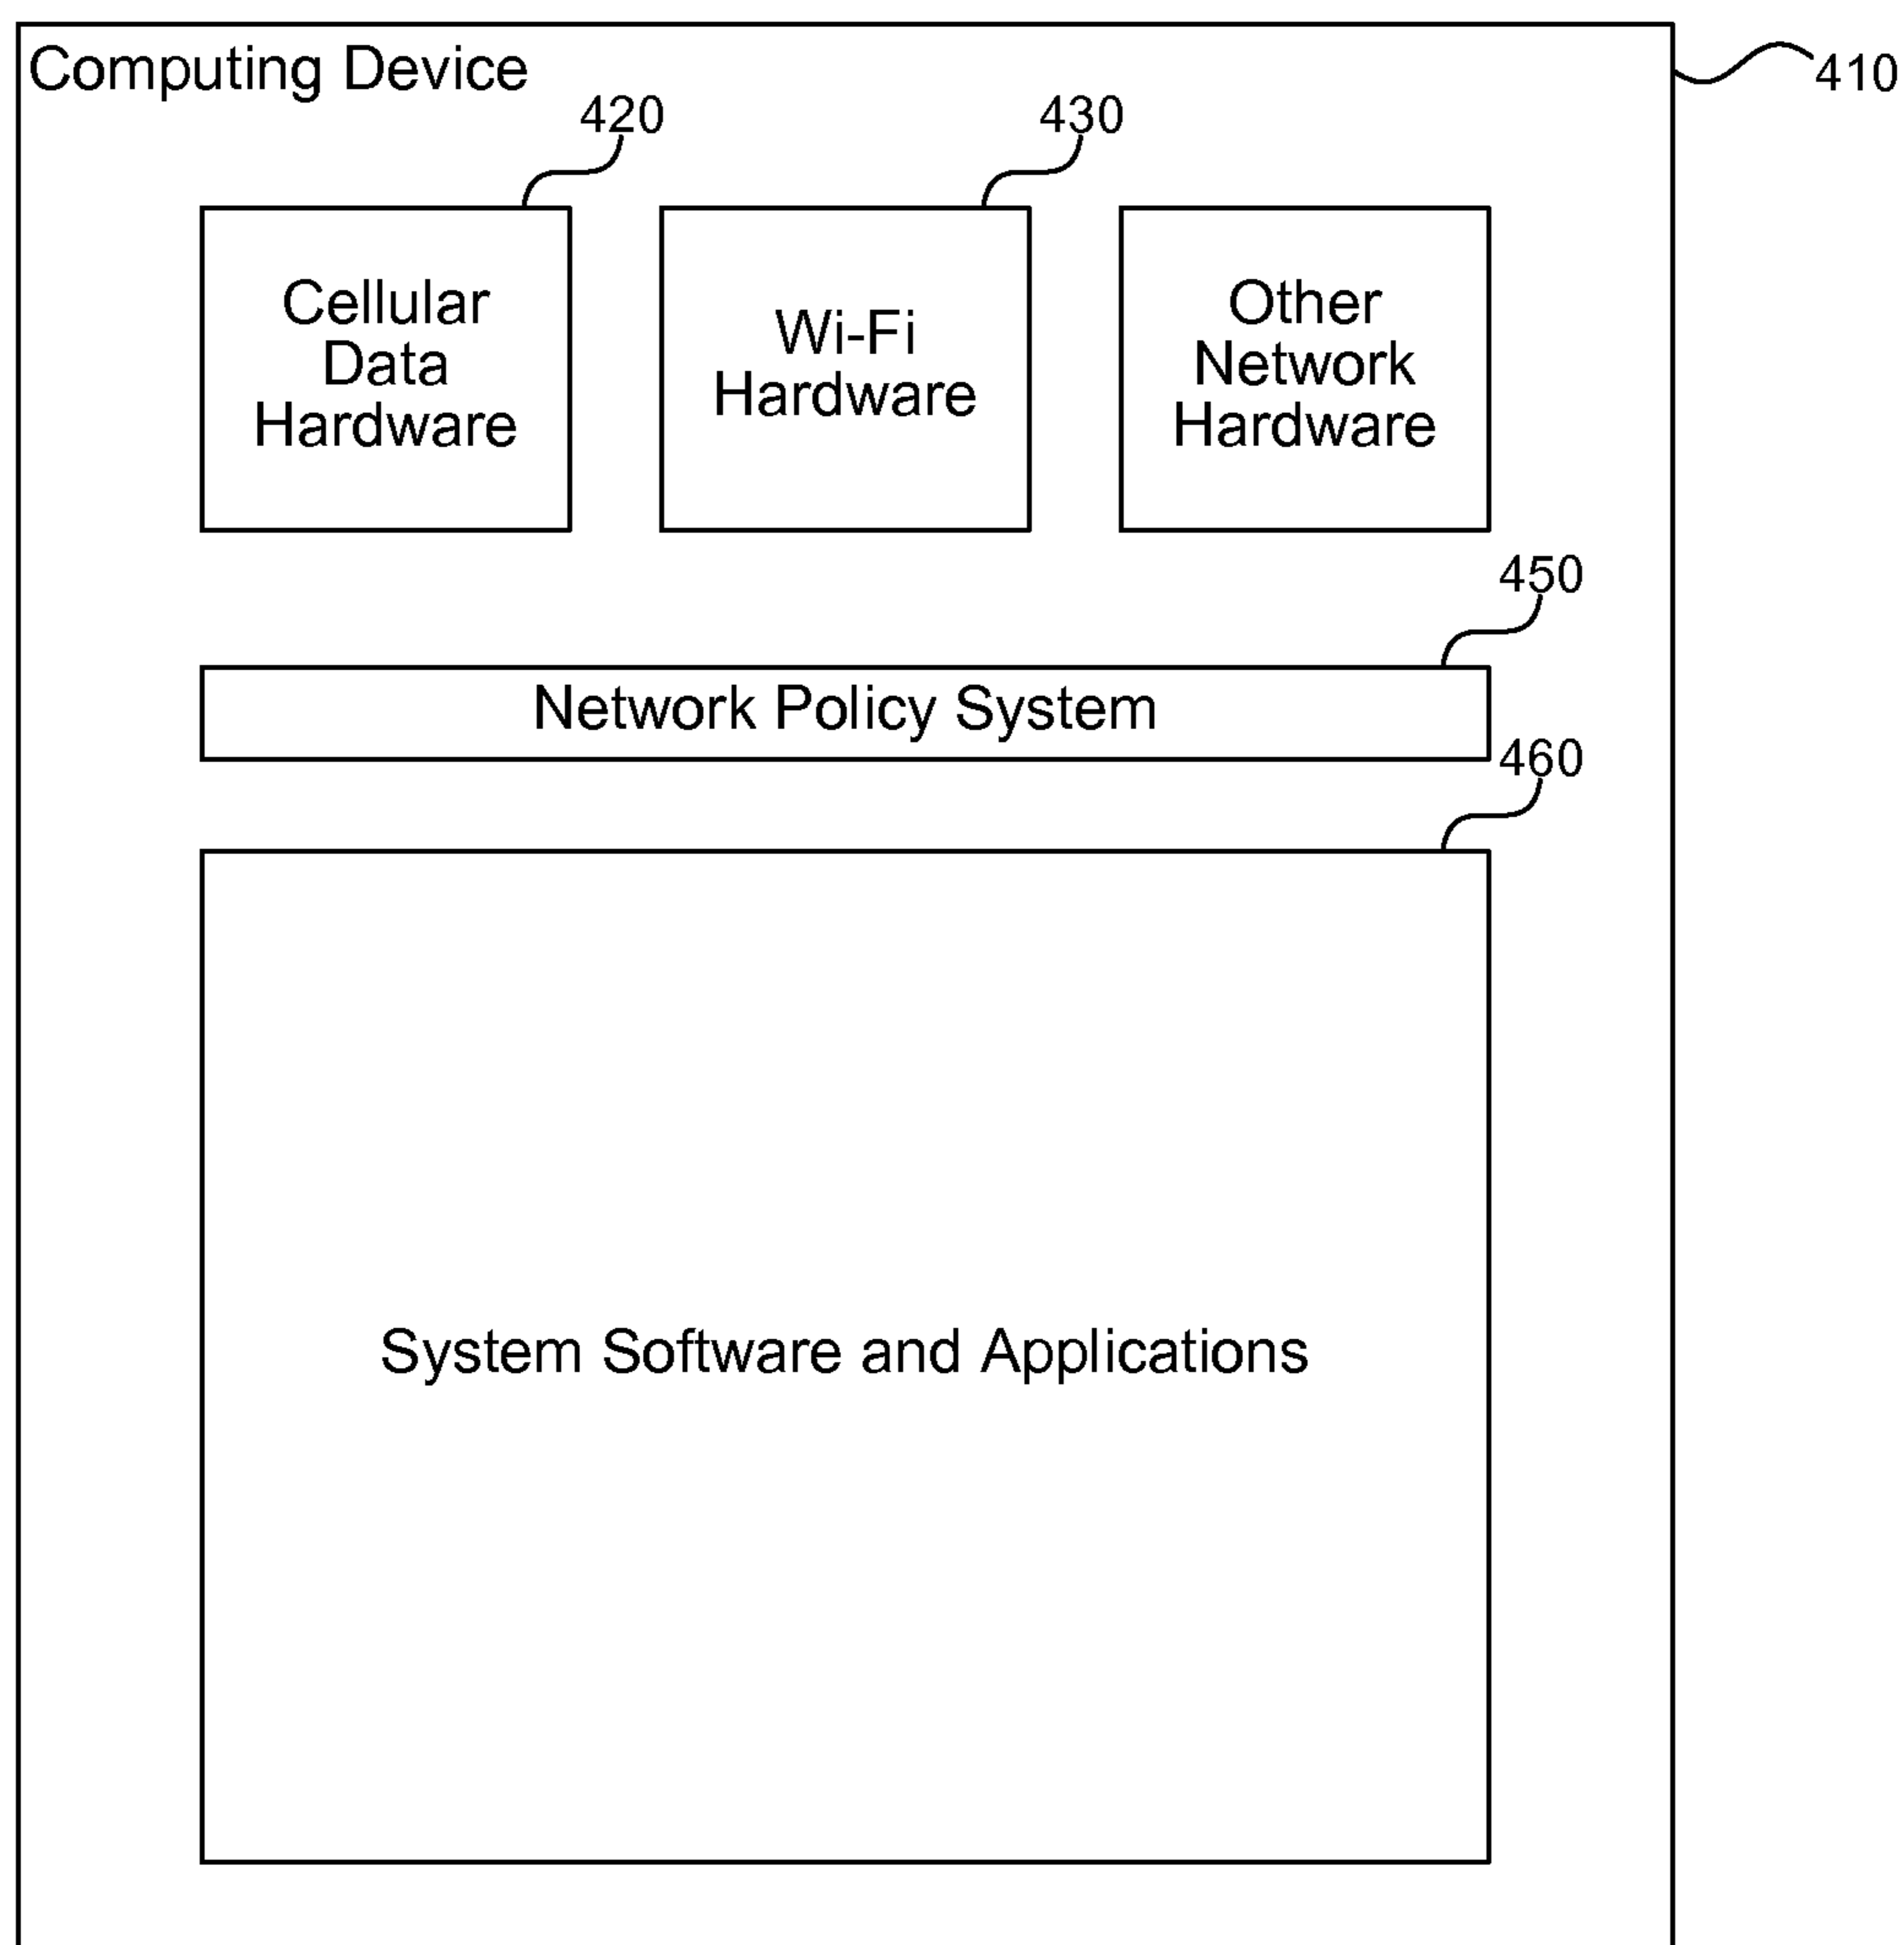 Computing Device
410
420
430
Cellular
Data
Hardware
Wi-Fi
Hardware
Other
Network
Hardware
450
Network Policy System
460
System Software and Applications